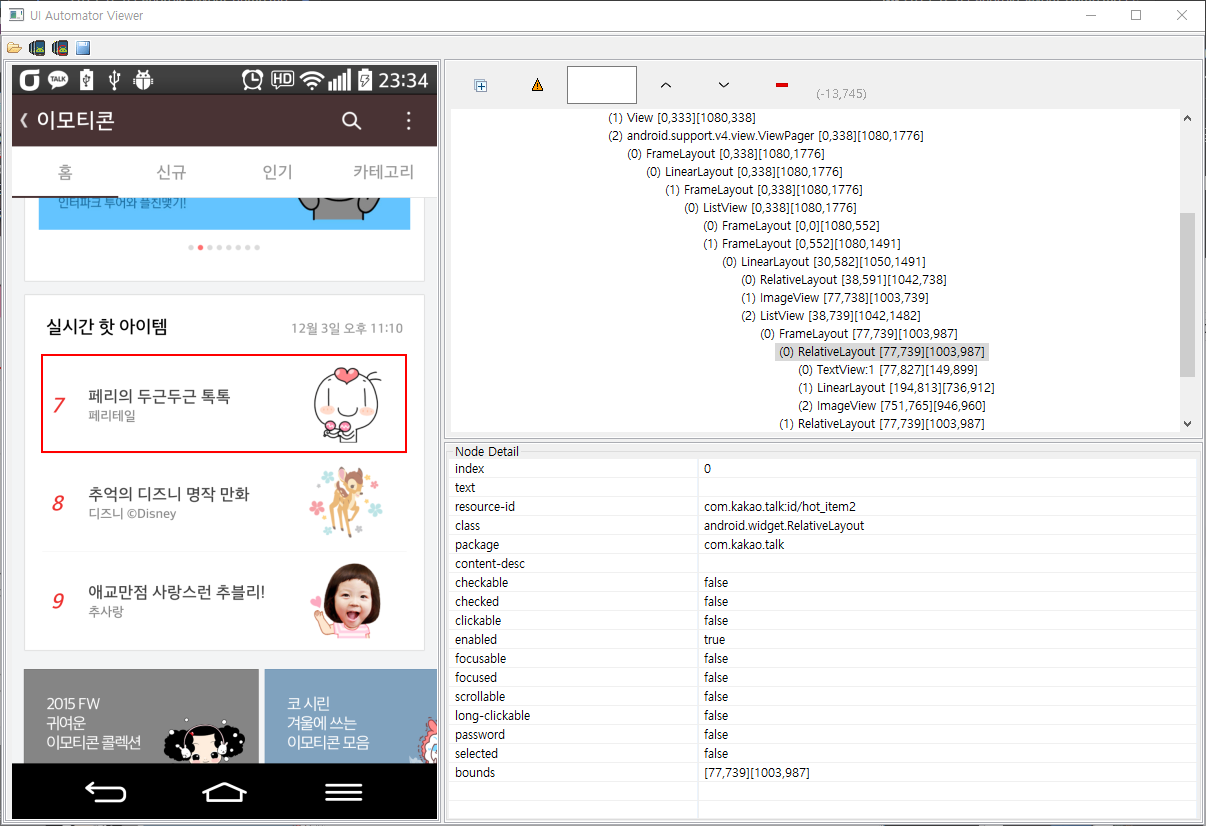 UI Automator Viewer
TALK
HD
23:34
이모티콘
홈
신규
인기
카테고리
인터파크 투어와 플친맺기!
실시간 핫 아이템
12월 3일 오후 11:10
7
페리의 두근두근 톡톡
페리테일
8
추억의 디즈니 명작 만화
디즈니 ©Disney
9
애교만점 사랑스런 추블리!
추사랑
2015 FW
귀여운
이모티콘 콜렉션
코 시린
겨울에 쓰는
이모티콘 모음
(-13,745)
(1) View [0,333][1080,338]
(2) android.support.v4.view.ViewPager [0,338][1080,1776]
(0) FrameLayout [0,338][1080,1776]
(0) LinearLayout [0,338][1080,1776]
(1) FrameLayout [0,338][1080,1776]
(0) ListView [0,338][1080,1776]
(0) FrameLayout [0,0][1080,552]
(1) FrameLayout [0,552][1080,1491]
(0) LinearLayout [30,582][1050,1491]
(0) RelativeLayout [38,591][1042,738]
(1) ImageView [77,738][1003,739]
(2) ListView [38,739][1042,1482]
(0) FrameLayout [77,739][1003,987]
(0) RelativeLayout [77,739][1003,987]
(0) TextView:1 [77,827][149,899]
(1) LinearLayout [194,813][736,912]
(2) ImageView [751,765][946,960]
(1) RelativeLayout [77,739][1003,987]
Node Detail
index 0
text
resource-id com.kakao.talk:id/hot_item2
class android.widget.RelativeLayout
package com.kakao.talk
content-desc
checkable false
checked false
clickable false
enabled true
focusable false
focused false
scrollable false
long-clickable false
password false
selected false
bounds [77,739][1003,987]